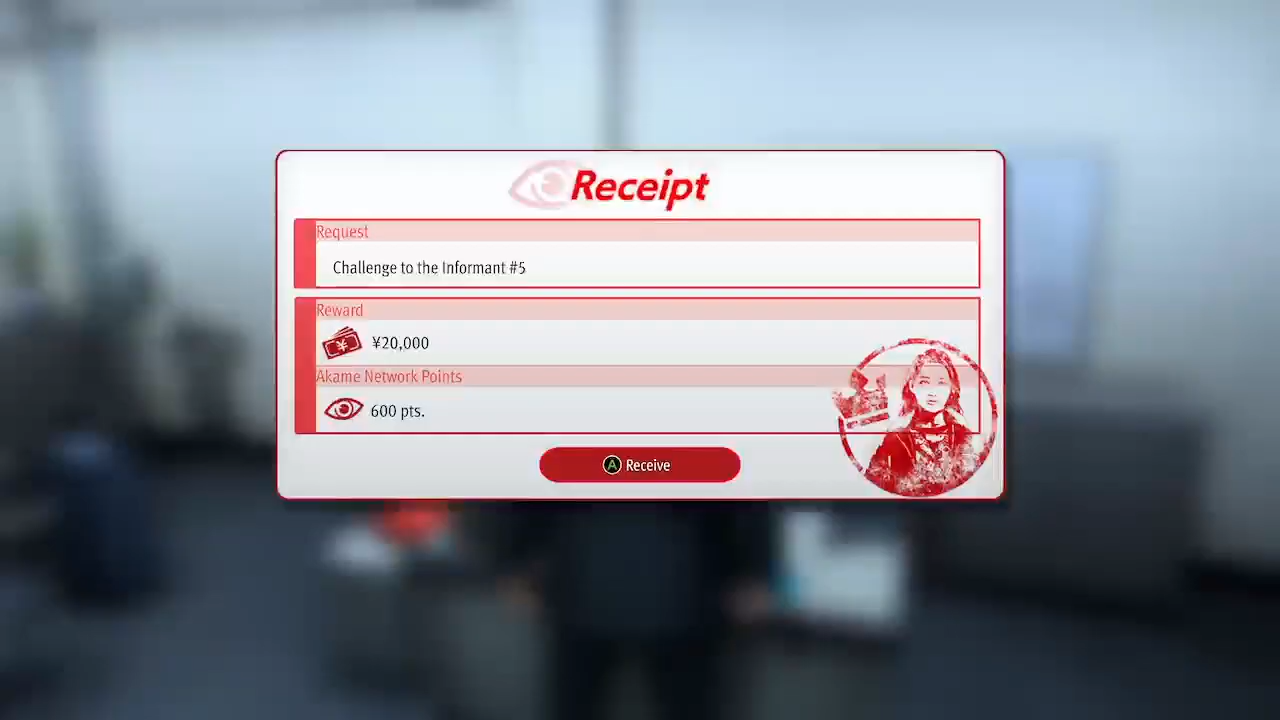 Receipt
Request
Challenge to the Informant #5
Reward
¥20,000
Akame Network Points
600 pts.
A Receive